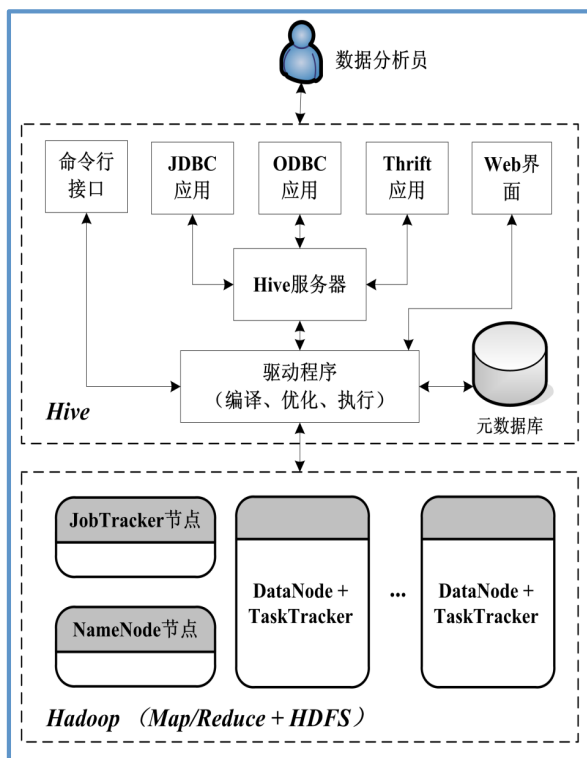 数据分析员
命令行
接口
JDBC
应用
ODBC
应用
Thrift
应用
Web界
面
Hive服务器
驱动程序
（编译、优化、执行）
元数据库
Hive
JobTracker节点
NameNode节点
DataNode +
TaskTracker
...
DataNode +
TaskTracker
Hadoop （Map/Reduce + HDFS）